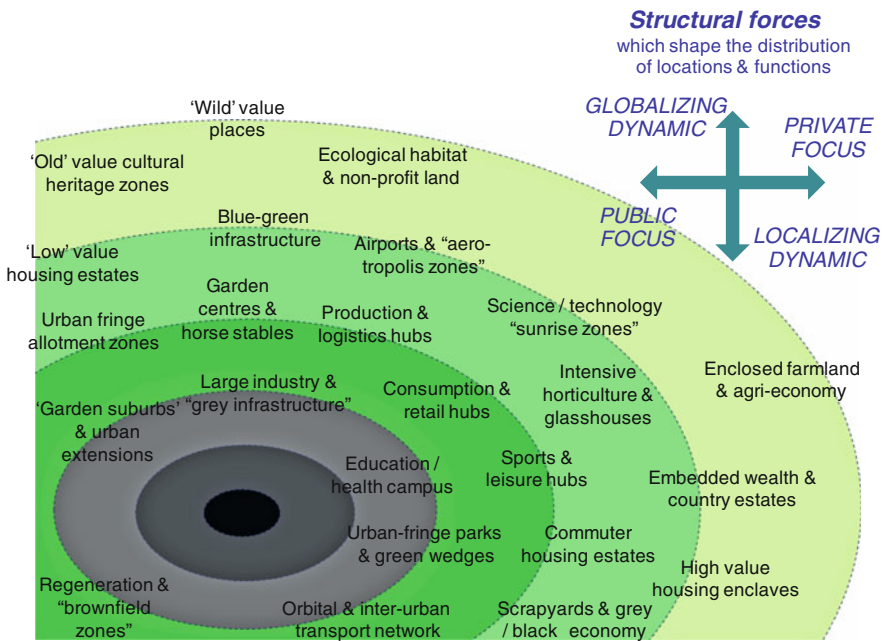 Structural forces
which shape the distribution
of locations & functions
GLOBALIZING
DYNAMIC
PRIVATE
FOCUS
PUBLIC
FOCUS
LOCALIZING
DYNAMIC
‘Wild’ value
places
‘Old’ value cultural
heritage zones
Ecological habitat
& non-profit land
Blue-green
infrastructure
Airports & “aero-
tropolis zones”
‘Low’ value
housing estates
Garden
centres &
horse stables
Production &
logistics hubs
Science / technology
“sunrise zones”
Urban fringe
allotment zones
Enclosed farmland
& agri-economy
Intensive
horticulture &
glasshouses
Large industry &
“grey infrastructure”
Consumption &
retail hubs
‘Garden suburbs’
& urban
extensions
Education /
health campus
Sports &
leisure hubs
Embedded wealth &
country estates
Urban-fringe parks
& green wedges
Commuter
housing estates
High value
housing enclaves
Regeneration &
“brownfield
zones”
Orbital & inter-urban
transport network
Scrapyards & grey
/ black economy